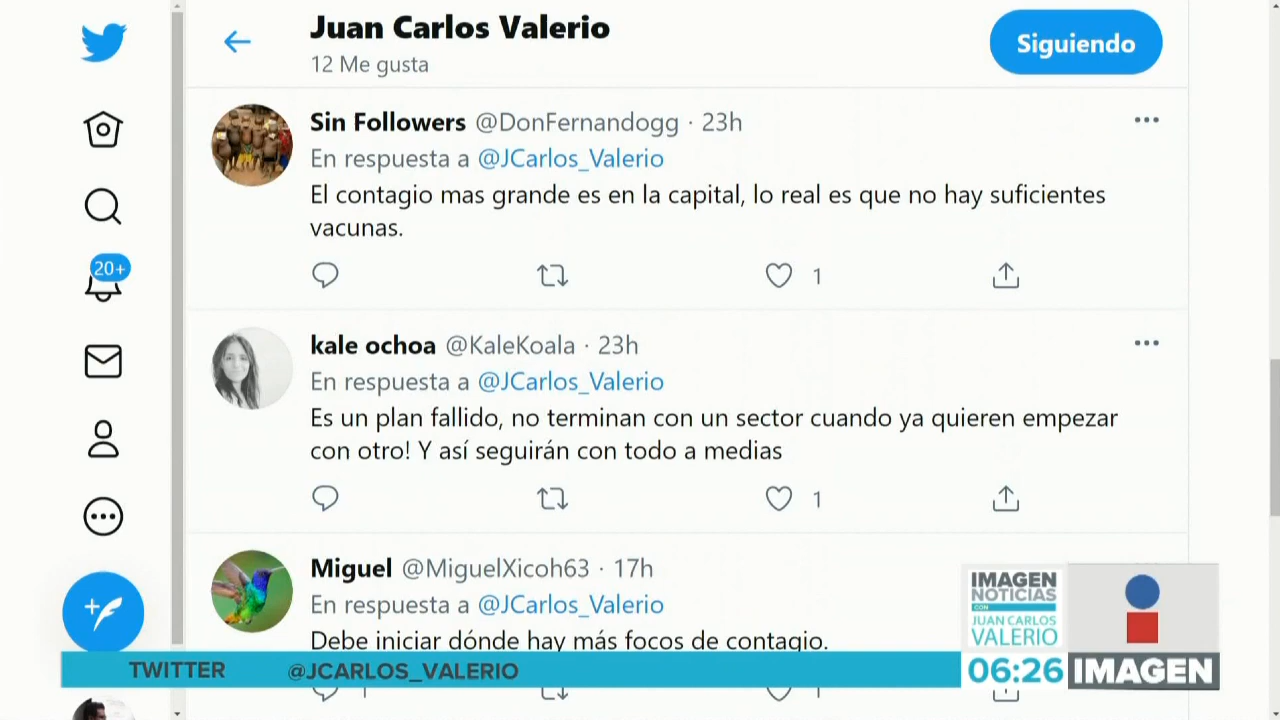 Juan Carlos Valerio
12 Me gusta
Siguiendo
20+
Sin Followers @DonFernandogg · 23h
En respuesta a @JCarlos_Valerio
El contagio mas grande es en la capital, lo real es que no hay suficientes
vacunas.
1
kale ochoa @KaleKoala · 23h
En respuesta a @JCarlos_Valerio
Es un plan fallido, no terminan con un sector cuando ya quieren empezar
con otro! Y así seguirán con todo a medias
1
Miguel @MiguelXicoh63 · 17h
En respuesta a @JCarlos_Valerio
Debe iniciar dónde hay más focos de contagio.
1
1
IMAGEN
NOTICIAS
CON
JUAN CARLOS
VALERIO
TWITTER @JCARLOS_VALERIO
06:26 IMAGEN